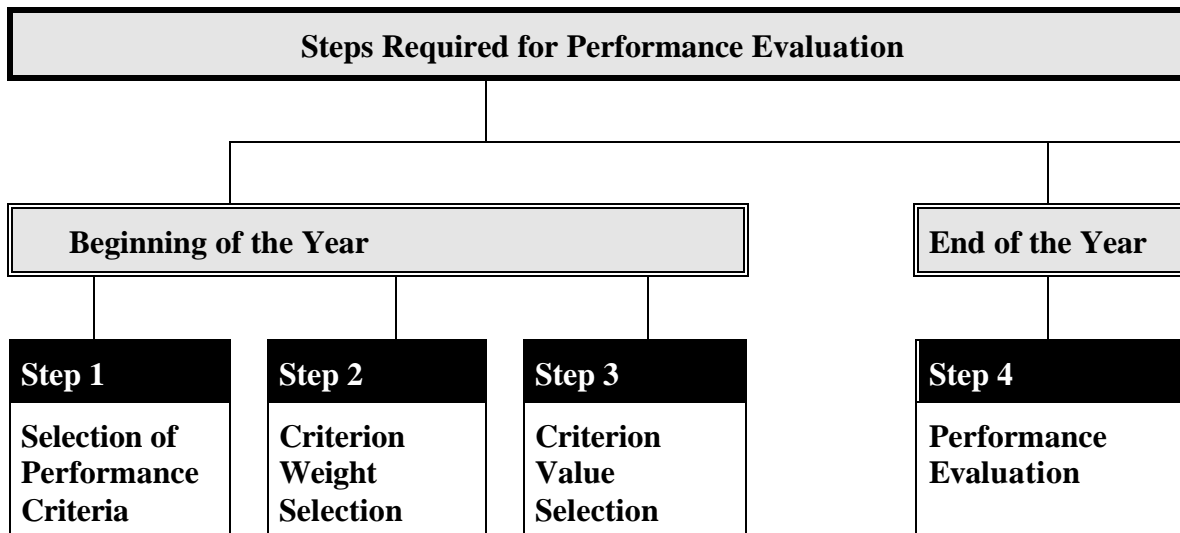 Steps Required for Performance Evaluation
Beginning of the Year
End of the Year
Step 1
Selection of
Performance
Criteria
Step 2
Criterion
Weight
Selection
Step 3
Criterion
Value
Selection
Step 4
Performance
Evaluation